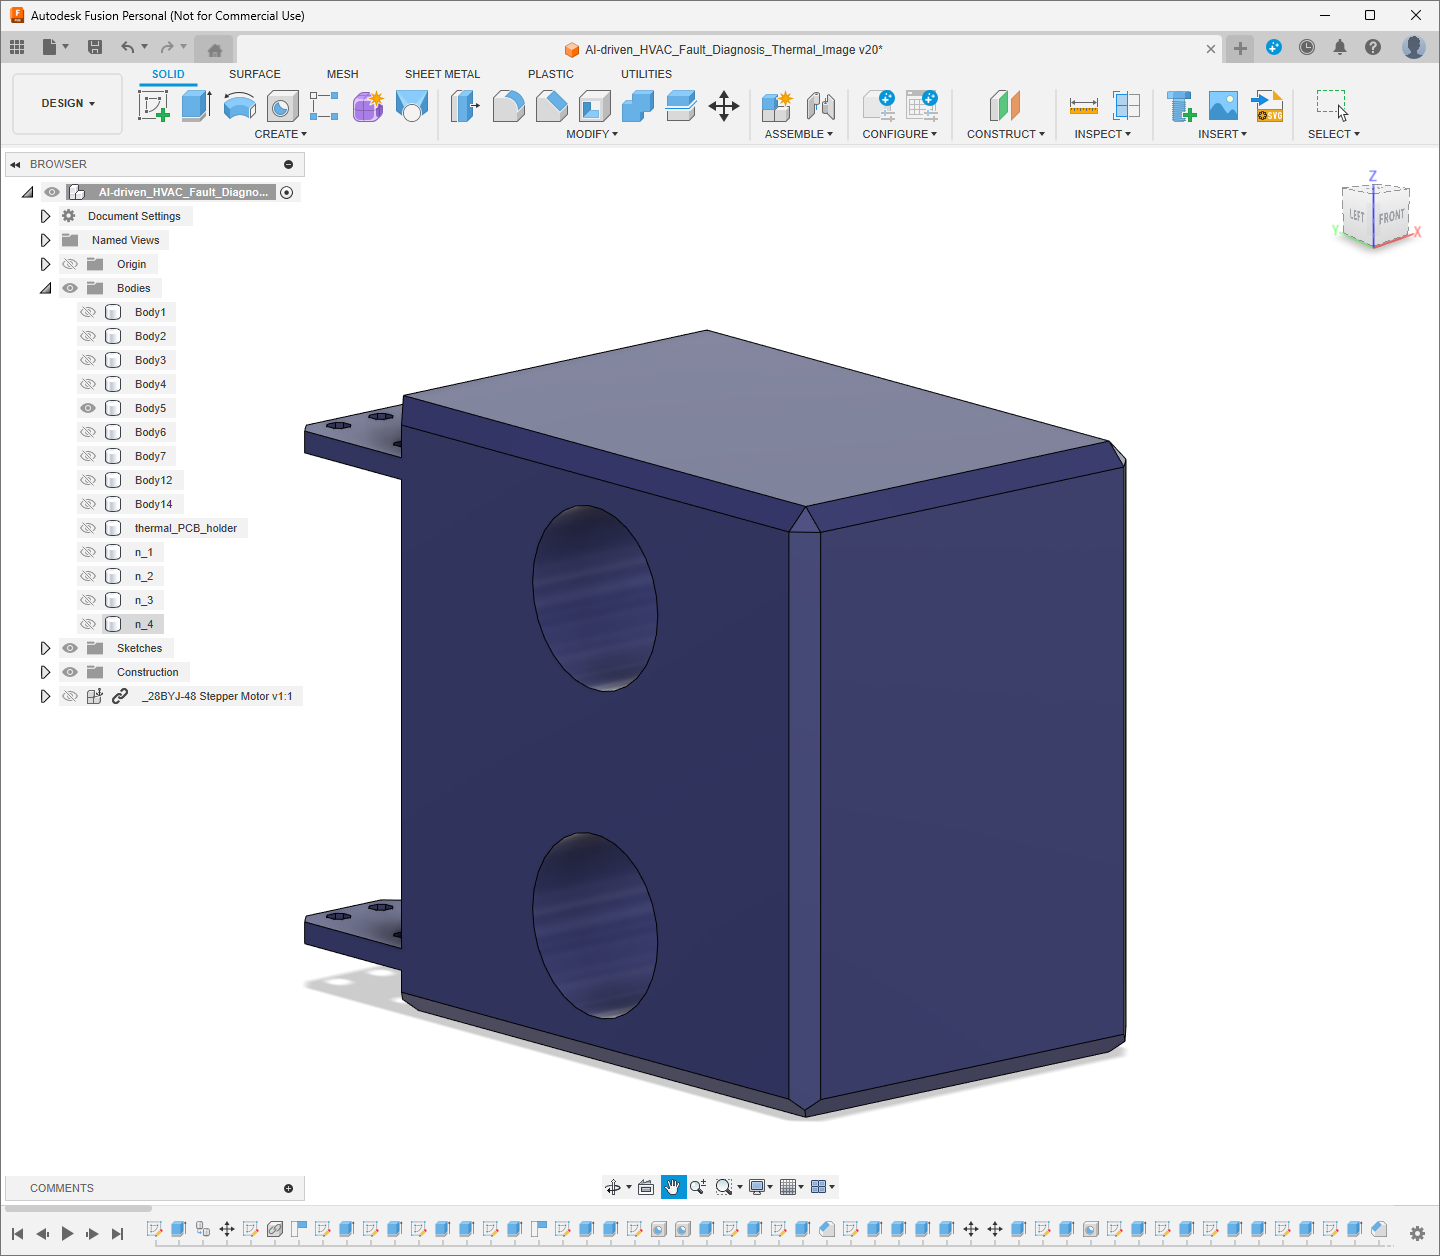 Autodesk Fusion Personal (Not for Commercial Use)
AI-driven_HVAC_Fault_Diagnosis_Thermal_Image v20*
SOLID SURFACE MESH SHEET METAL PLASTIC UTILITIES
DESIGN
SVG
CREATE MODIFY ASSEMBLE CONFIGURE CONSTRUCT INSPECT INSERT SELECT
BROWSER
AI-driven_HVAC_Fault_Diagno...
Document Settings
Named Views
Origin
Bodies
Body1
Body2
Body3
Body4
Body5
Body6
Body7
Body12
Body14
thermal_PCB_holder
n_1
n_2
n_3
n_4
Sketches
Construction
_28BYJ-48 Stepper Motor v1:1
Z
LEFT FRONT
Y X
COMMENTS